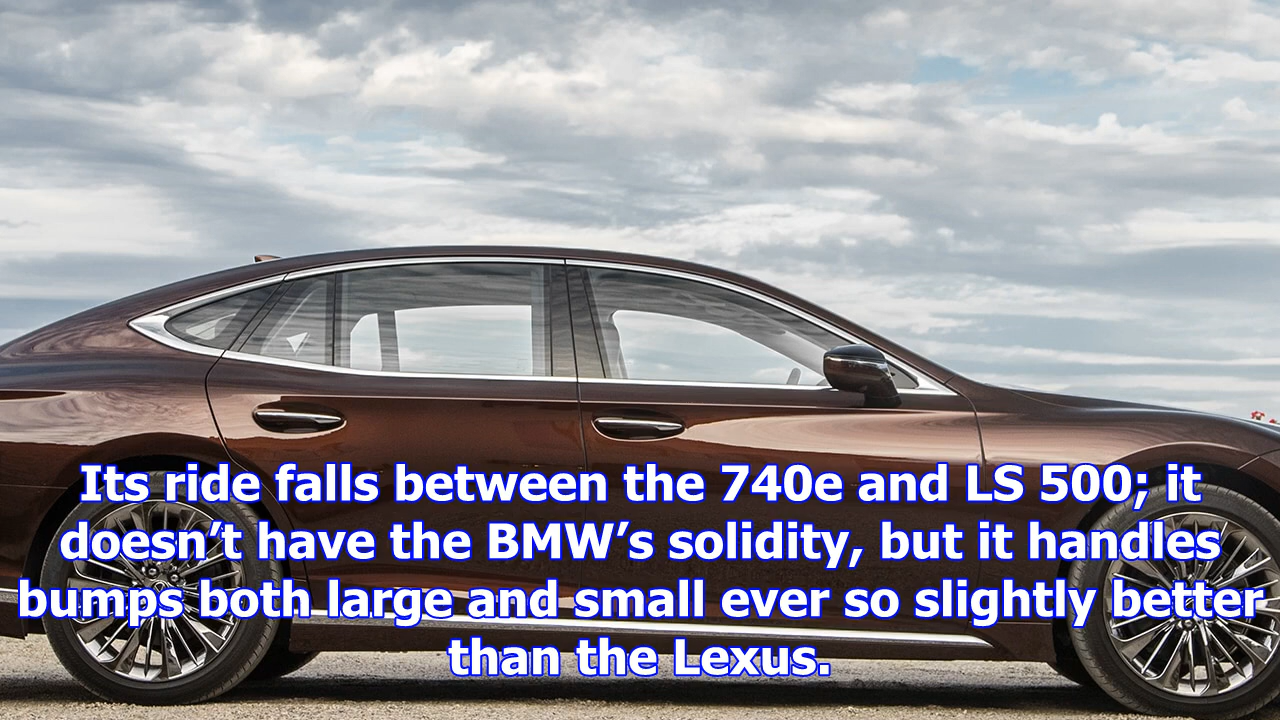 Its ride falls between the 740e and LS 500; it
doesn’t have the BMW’s solidity, but it handles
bumps both large and small ever so slightly better
than the Lexus.